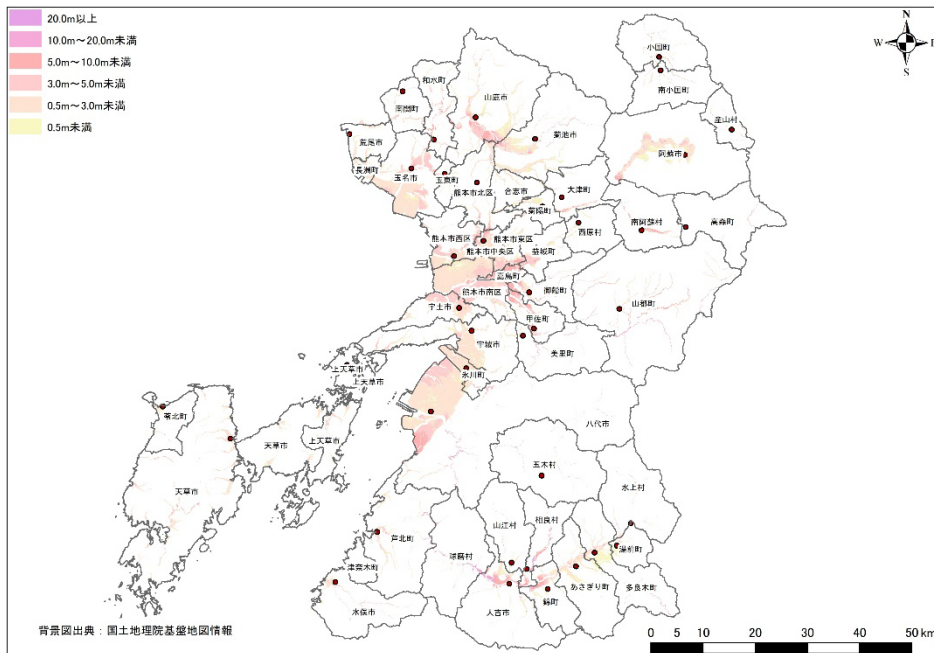 20.0m以上
10.0m～20.0m未満
5.0m～10.0m未満
3.0m～5.0m未満
0.5m～3.0m未満
0.5m未満
N
W
E
S
小国町
南小国町
産山村
和水町
南関町
山鹿市
菊池市
荒尾市
長洲町
玉名市
玉東町
熊本市北区
合志市
大津町
阿蘇市
菊陽町
西原村
南阿蘇村
高森町
熊本市西区
熊本市東区
熊本市中央区
益城町
嘉島町
熊本市南区
御船町
宇土市
甲佐町
山都町
宇城市
美里町
氷川町
上天草市
上天草市
八代市
苓北町
天草市
上天草市
天草市
五木村
水上村
山江村
相良村
芦北町
球磨村
湯前町
津奈木町
あさぎり町
多良木町
水俣市
人吉市
錦町
背景図出典：国土地理院基盤地図情報
0 5 10 20 30 40 50 km